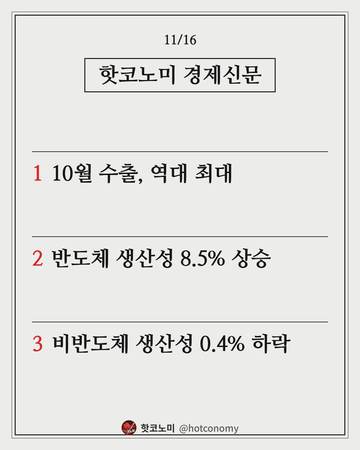 11/16
핫코노미 경제신문
1 10월 수출, 역대 최대
2 반도체 생산성 8.5% 상승
3 비반도체 생산성 0.4% 하락
핫코노미 @hotconomy